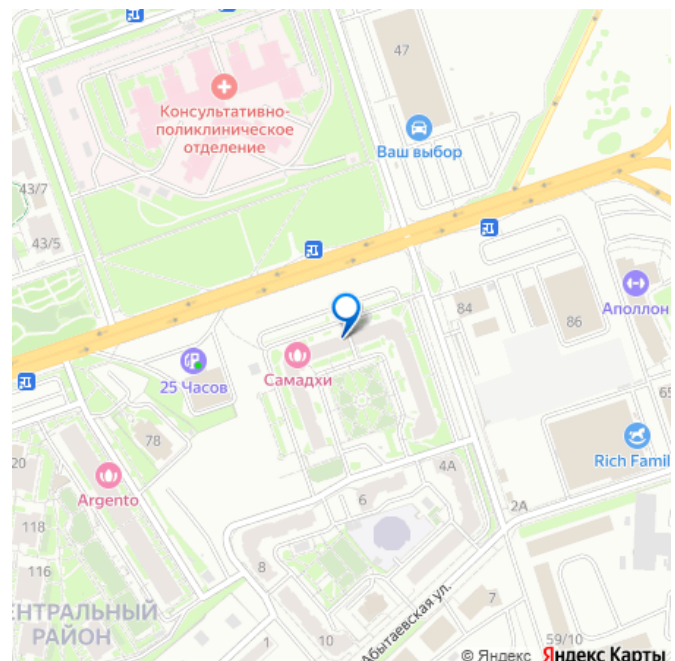 47
Консультативно-
поликлиническое
отделение
Ваш выбор
43/7
43/5
Аполлон
84
86
25 Часов
Самадхи
78
65
Rich Famil
20
Argento
4А
2А
118
6
116
8
7
ЕНТРАЛЬНЫЙ
РАЙОН
Абытаевская ул.
1
10
59/10
© Яндекс Яндекс Карты